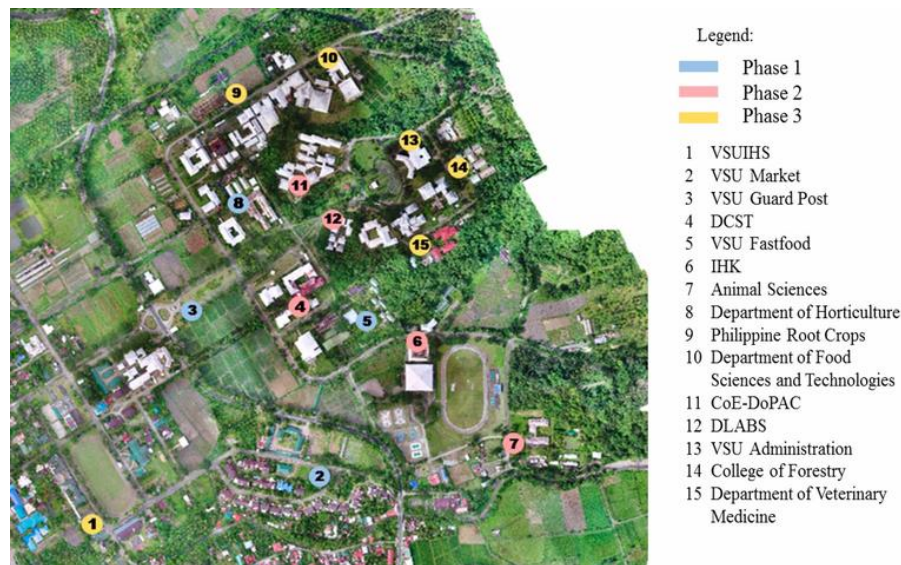 10
9
13
14
11
8
12
15
3
4
5
6
7
2
1
Legend:
Phase 1
Phase 2
Phase 3
1 VSUIHS
2 VSU Market
3 VSU Guard Post
4 DCST
5 VSU Fastfood
6 IHK
7 Animal Sciences
8 Department of Horticulture
9 Philippine Root Crops
10 Department of Food
Sciences and Technologies
11 CoE-DoPAC
12 DLABS
13 VSU Administration
14 College of Forestry
15 Department of Veterinary
Medicine